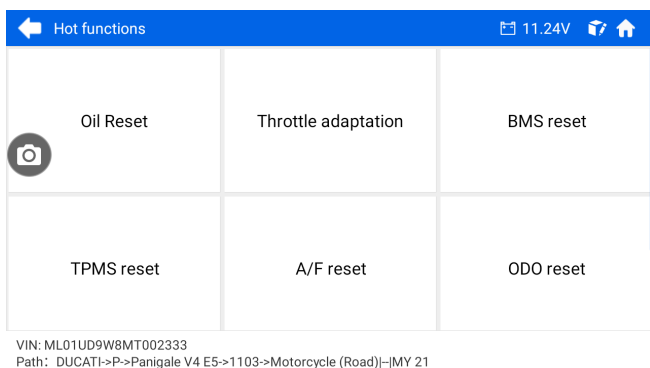 Hot functions 11.24V
Oil Reset Throttle adaptation BMS reset
TPMS reset A/F reset ODO reset
VIN: ML01UD9W8MT002333
Path: DUCATI->P->Panigale V4 E5->1103->Motorcycle (Road)|--|MY 21